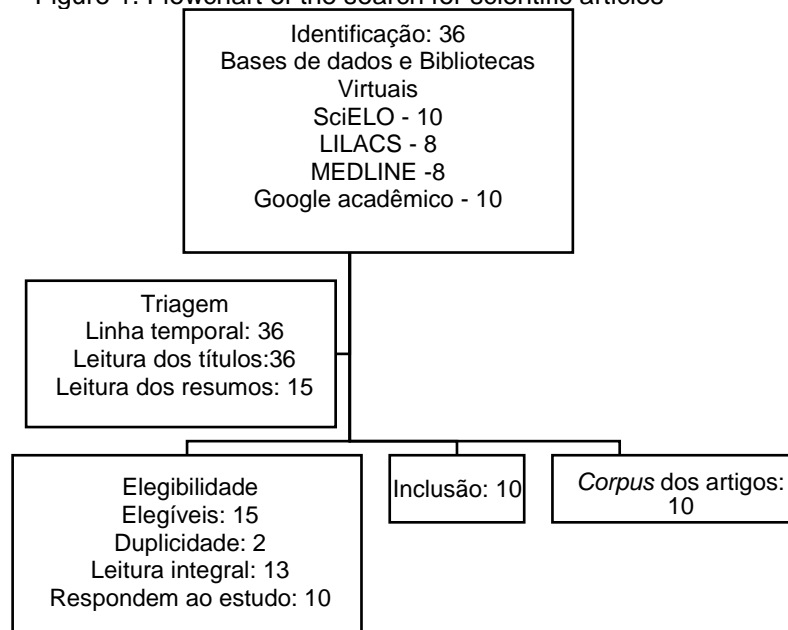 Figure 1: Flowchart of the search for scientific articles
Identificação: 36
Bases de dados e Bibliotecas
Virtuais
SciELO - 10
LILACS - 8
MEDLINE -8
Google acadêmico - 10
Triagem
Linha temporal: 36
Leitura dos títulos:36
Leitura dos resumos: 15
Elegibilidade
Elegíveis: 15
Duplicidade: 2
Leitura integral: 13
Respondem ao estudo: 10
Inclusão: 10
Corpus dos artigos:
10